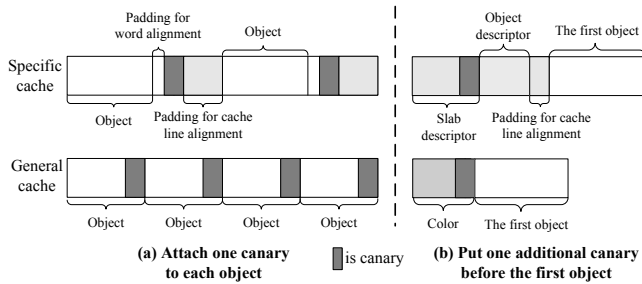 Padding for
word alignment
Object
Object
descriptor
The first object
Specific
cache
Object
Padding for cache
line alignment
Slab
descriptor
Padding for cache
line alignment
General
cache
Object
Object
Object
Object
Color
The first object
(a) Attach one canary
to each object
is canary
(b) Put one additional canary
before the first object